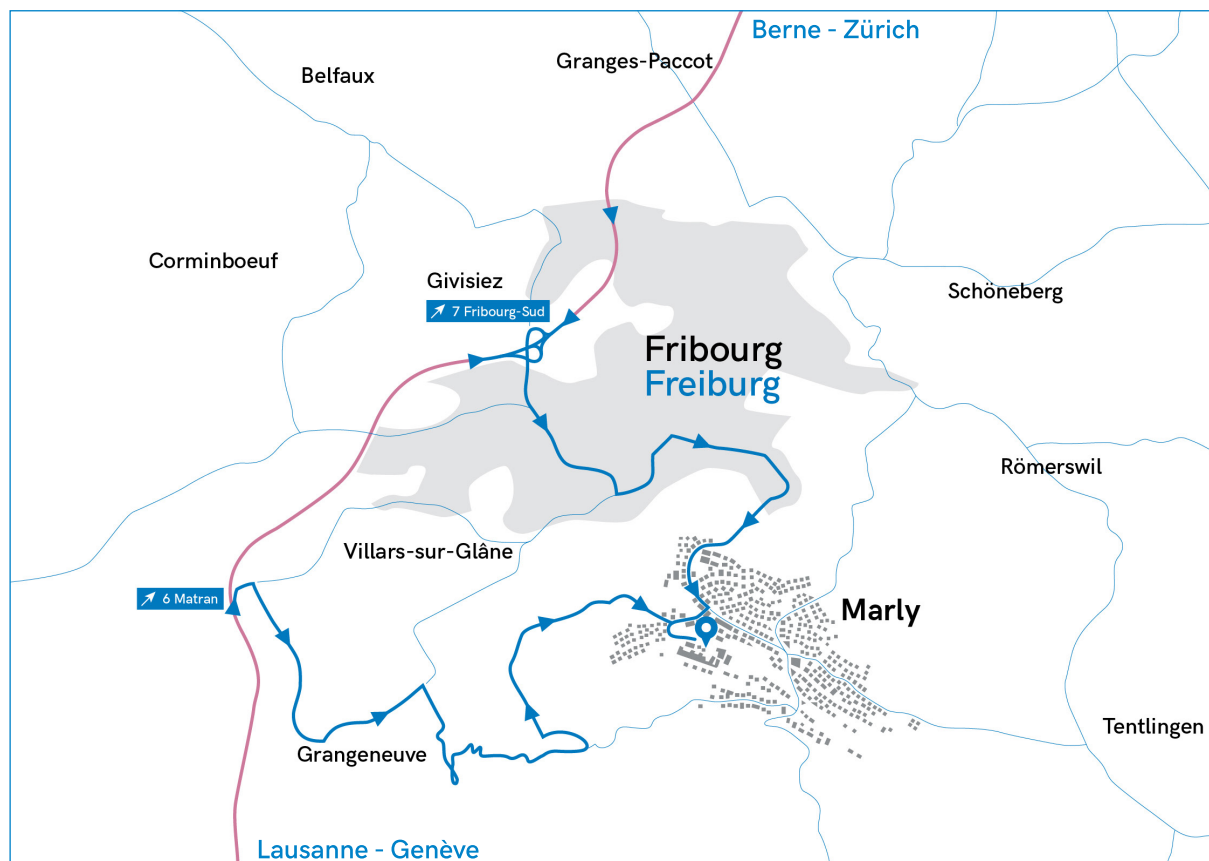 Berne - Zürich
Granges-Paccot
Belfaux
Corminboeuf
Givisiez
7 Fribourg-Sud
Schöneberg
Fribourg
Freiburg
Römerswil
Villars-sur-Glâne
6 Matran
Marly
Tentlingen
Grangeneuve
Lausanne - Genève